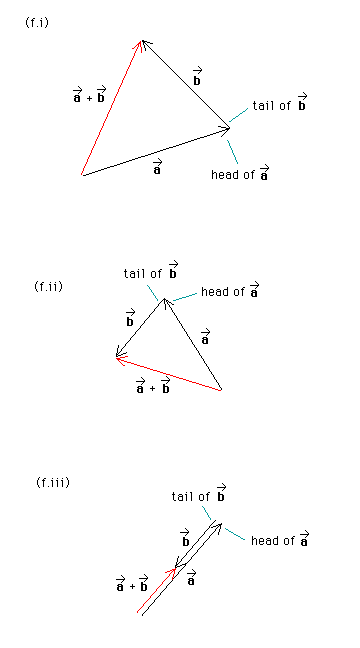 (f.i)
a⃗ + b⃗
b⃗
tail of b⃗
a⃗
head of a⃗
(f.ii)
tail of b⃗
head of a⃗
b⃗
a⃗
a⃗ + b⃗
(f.iii)
tail of b⃗
b⃗
head of a⃗
a⃗ + b⃗
a⃗